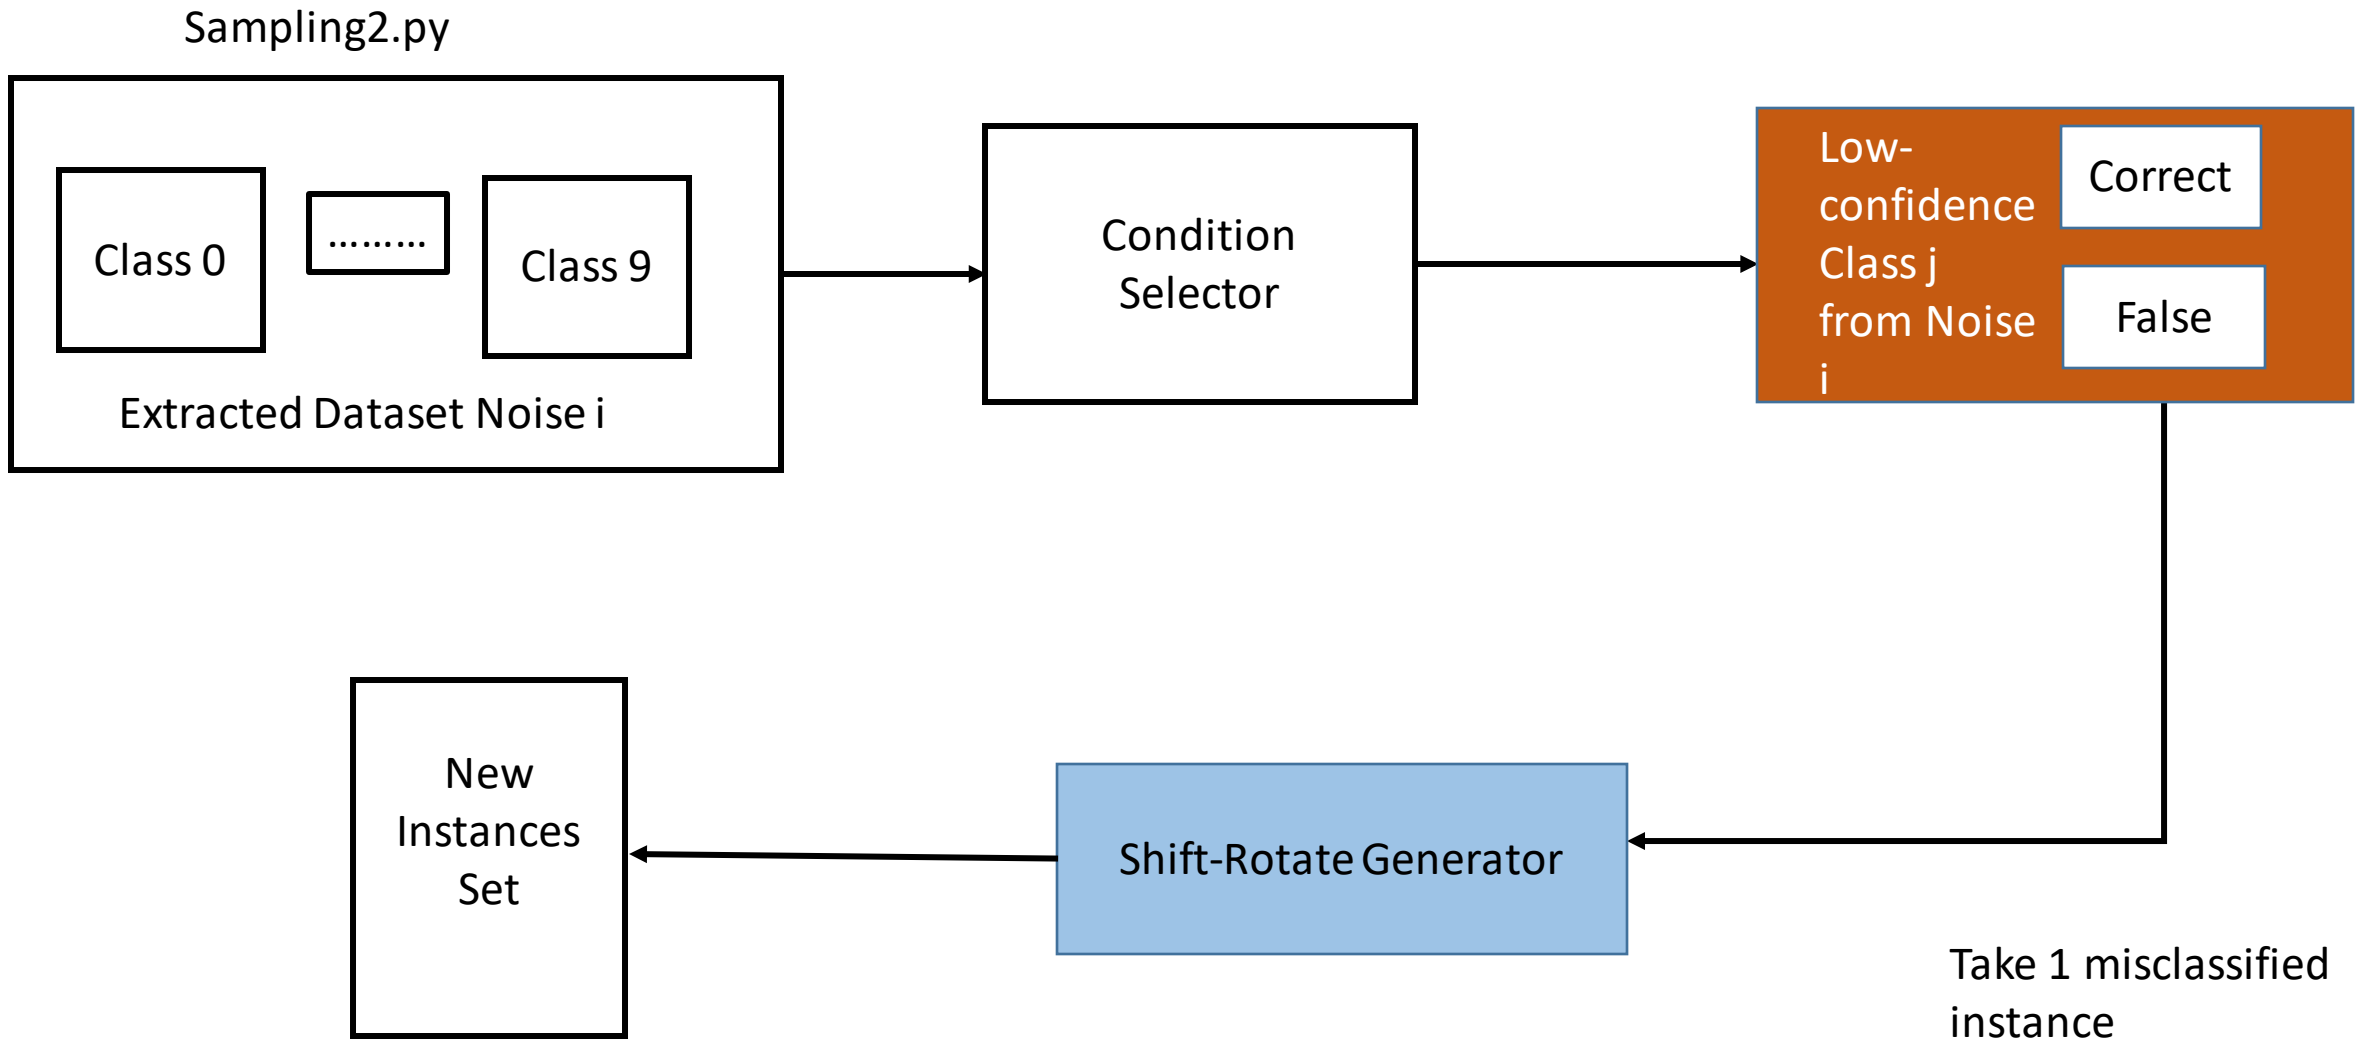 Sampling2.py
Class 0
.........
Class 9
Extracted Dataset Noise i
Condition
Selector
Low-
confidence
Class j
from Noise
i
Correct
False
New
Instances
Set
Shift-Rotate Generator
Take 1 misclassified
instance